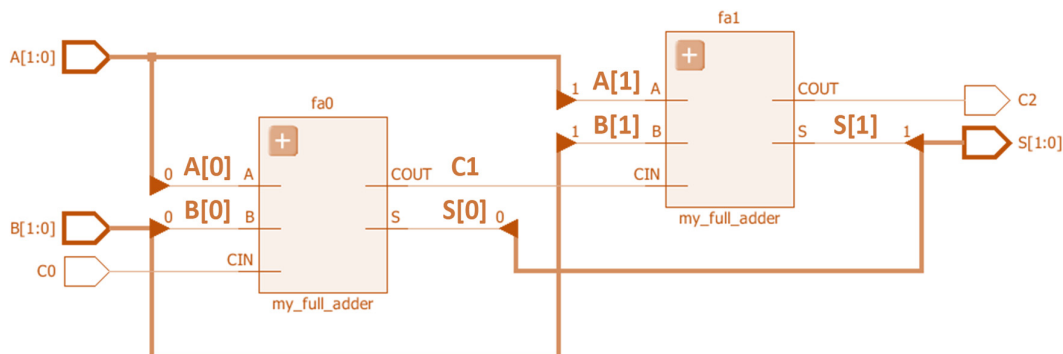 fa1
A[1:0]
1 A[1] A
COUT
C2
fa0
1 B[1] B
S S[1] 1
S[1:0]
0 A[0] A
COUT C1
CIN
my_full_adder
B[1:0]
0 B[0] B
S S[0] 0
C0
CIN
my_full_adder